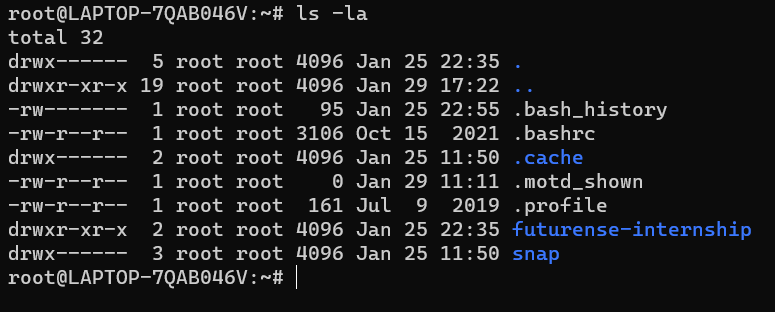 root@LAPTOP-7QAB046V:~# ls -la
total 32
drwx------  5 root root 4096 Jan 25 22:35 .
drwxr-xr-x 19 root root 4096 Jan 29 17:22 ..
-rw-------  1 root root   95 Jan 25 22:55 .bash_history
-rw-r--r--  1 root root 3106 Oct 15  2021 .bashrc
drwx------  2 root root 4096 Jan 25 11:50 .cache
-rw-r--r--  1 root root    0 Jan 29 11:11 .motd_shown
-rw-r--r--  1 root root  161 Jul  9  2019 .profile
drwxr-xr-x  2 root root 4096 Jan 25 22:35 futurense-internship
drwx------  3 root root 4096 Jan 25 11:50 snap
root@LAPTOP-7QAB046V:~#